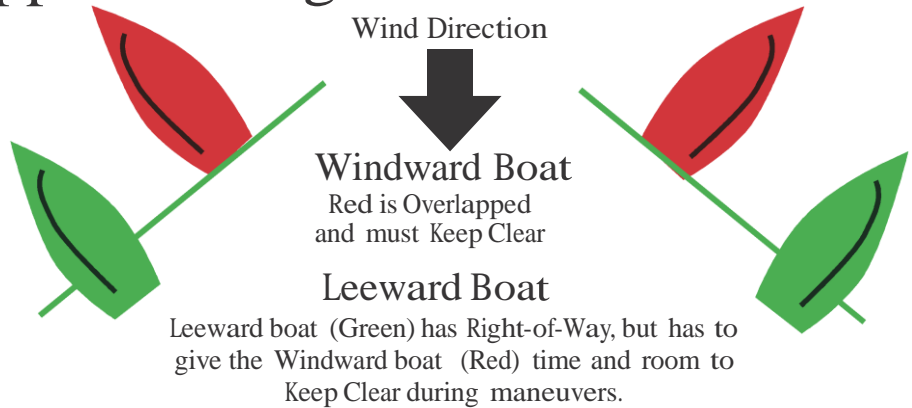 Wind Direction
Windward Boat
Red is Overlapped
and must Keep Clear
Leeward Boat
Leeward boat (Green) has Right-of-Way, but has to
give the Windward boat (Red) time and room to
Keep Clear during maneuvers.